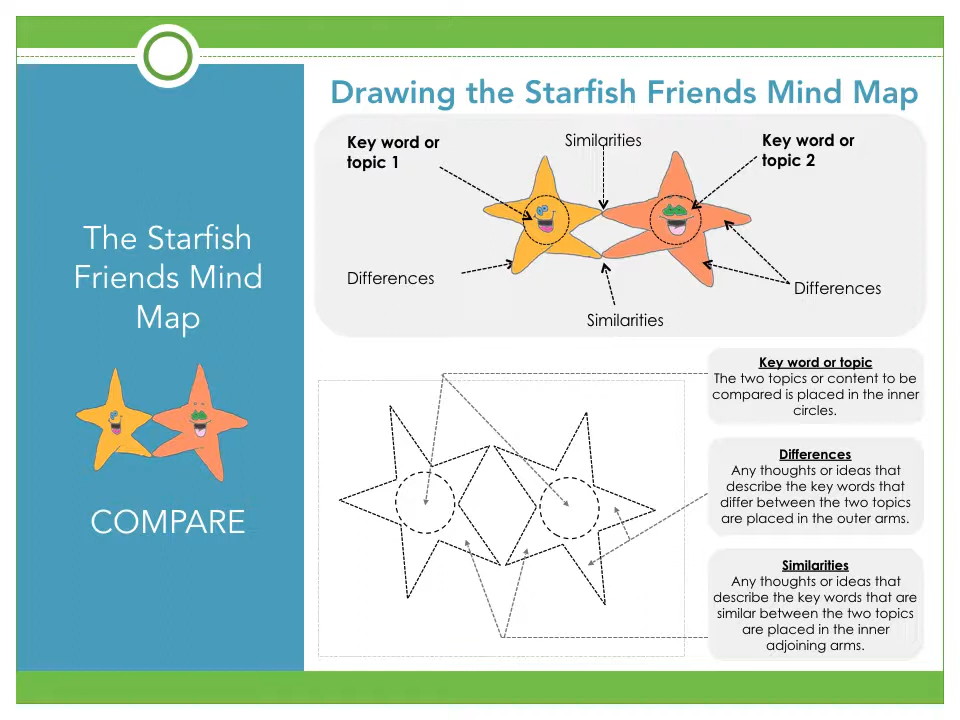 Drawing the Starfish Friends Mind Map
The Starfish
Friends Mind
Map
COMPARE
Key word or
topic 1
Similarities
Key word or
topic 2
Differences
Differences
Similarities
Key word or topic
The two topics or content to be
compared is placed in the inner
circles.
Differences
Any thoughts or ideas that
describe the key words that
differ between the two topics
are placed in the outer arms.
Similarities
Any thoughts or ideas that
describe the key words that are
similar between the two topics
are placed in the inner
adjoining arms.